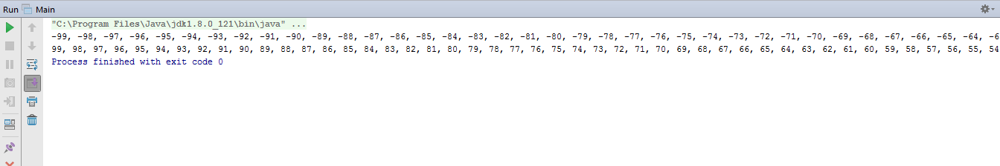 Run Main
"C:\Program Files\Java\jdk1.8.0_121\bin\java" ...
-99, -98, -97, -96, -95, -94, -93, -92, -91, -90, -89, -88, -87, -86, -85, -84, -83, -82, -81, -80, -79, -78, -77, -76, -75, -74, -73, -72, -71, -70, -69, -68, -67, -66, -65, -64, -6
99, 98, 97, 96, 95, 94, 93, 92, 91, 90, 89, 88, 87, 86, 85, 84, 83, 82, 81, 80, 79, 78, 77, 76, 75, 74, 73, 72, 71, 70, 69, 68, 67, 66, 65, 64, 63, 62, 61, 60, 59, 58, 57, 56, 55, 54
Process finished with exit code 0